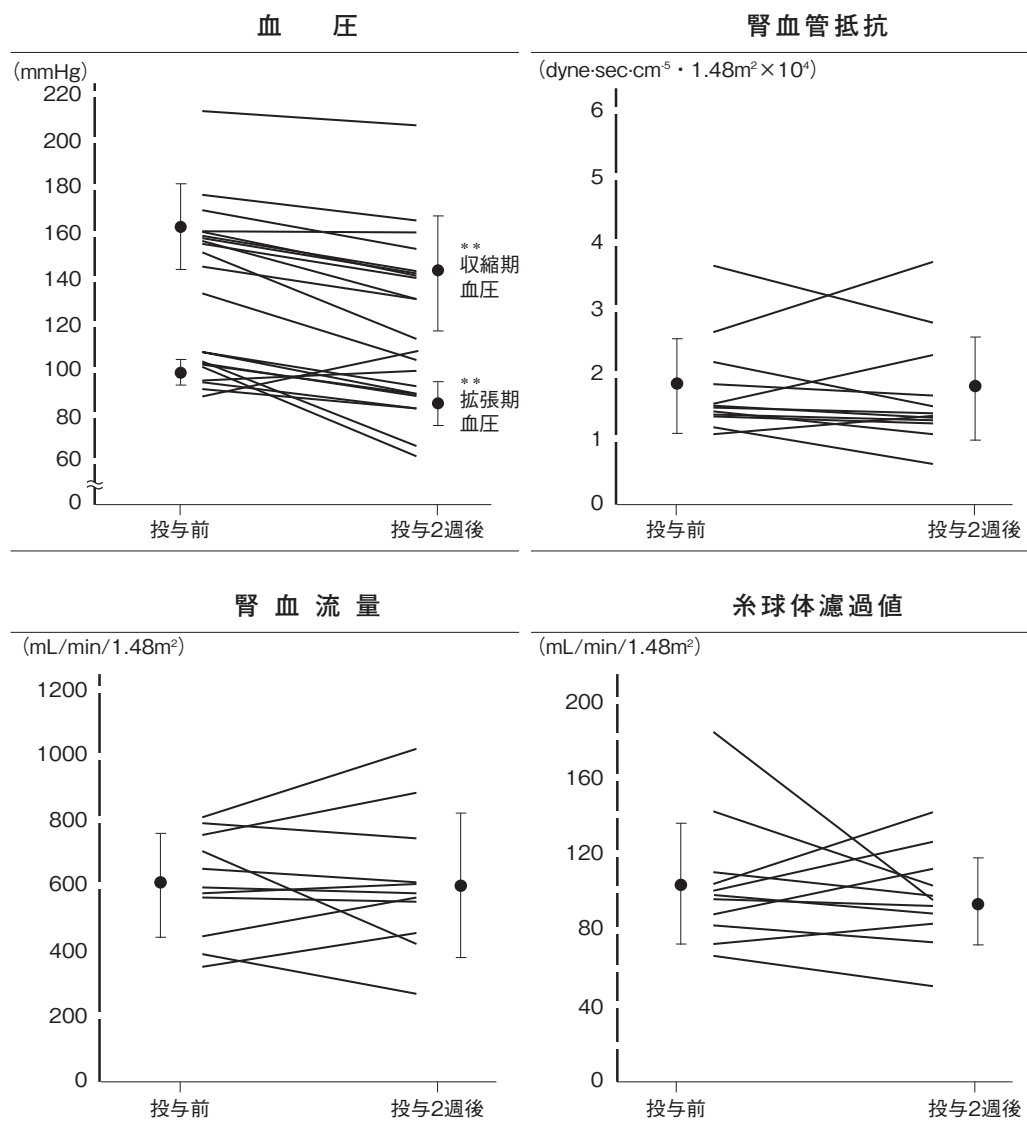 血 圧
(mmHg)
220
200
180
160
140
120
100
80
60
0
**
収縮期
血圧
**
拡張期
血圧
投与前 投与2週後
腎血管抵抗
(dyne·sec·cm⁻⁵・1.48m²×10⁴)
6
5
4
3
2
1
0
投与前 投与2週後
腎 血 流 量
(mL/min/1.48m²)
1200
1000
800
600
400
200
0
投与前 投与2週後
糸球体濾過値
(mL/min/1.48m²)
200
160
120
80
40
0
投与前 投与2週後